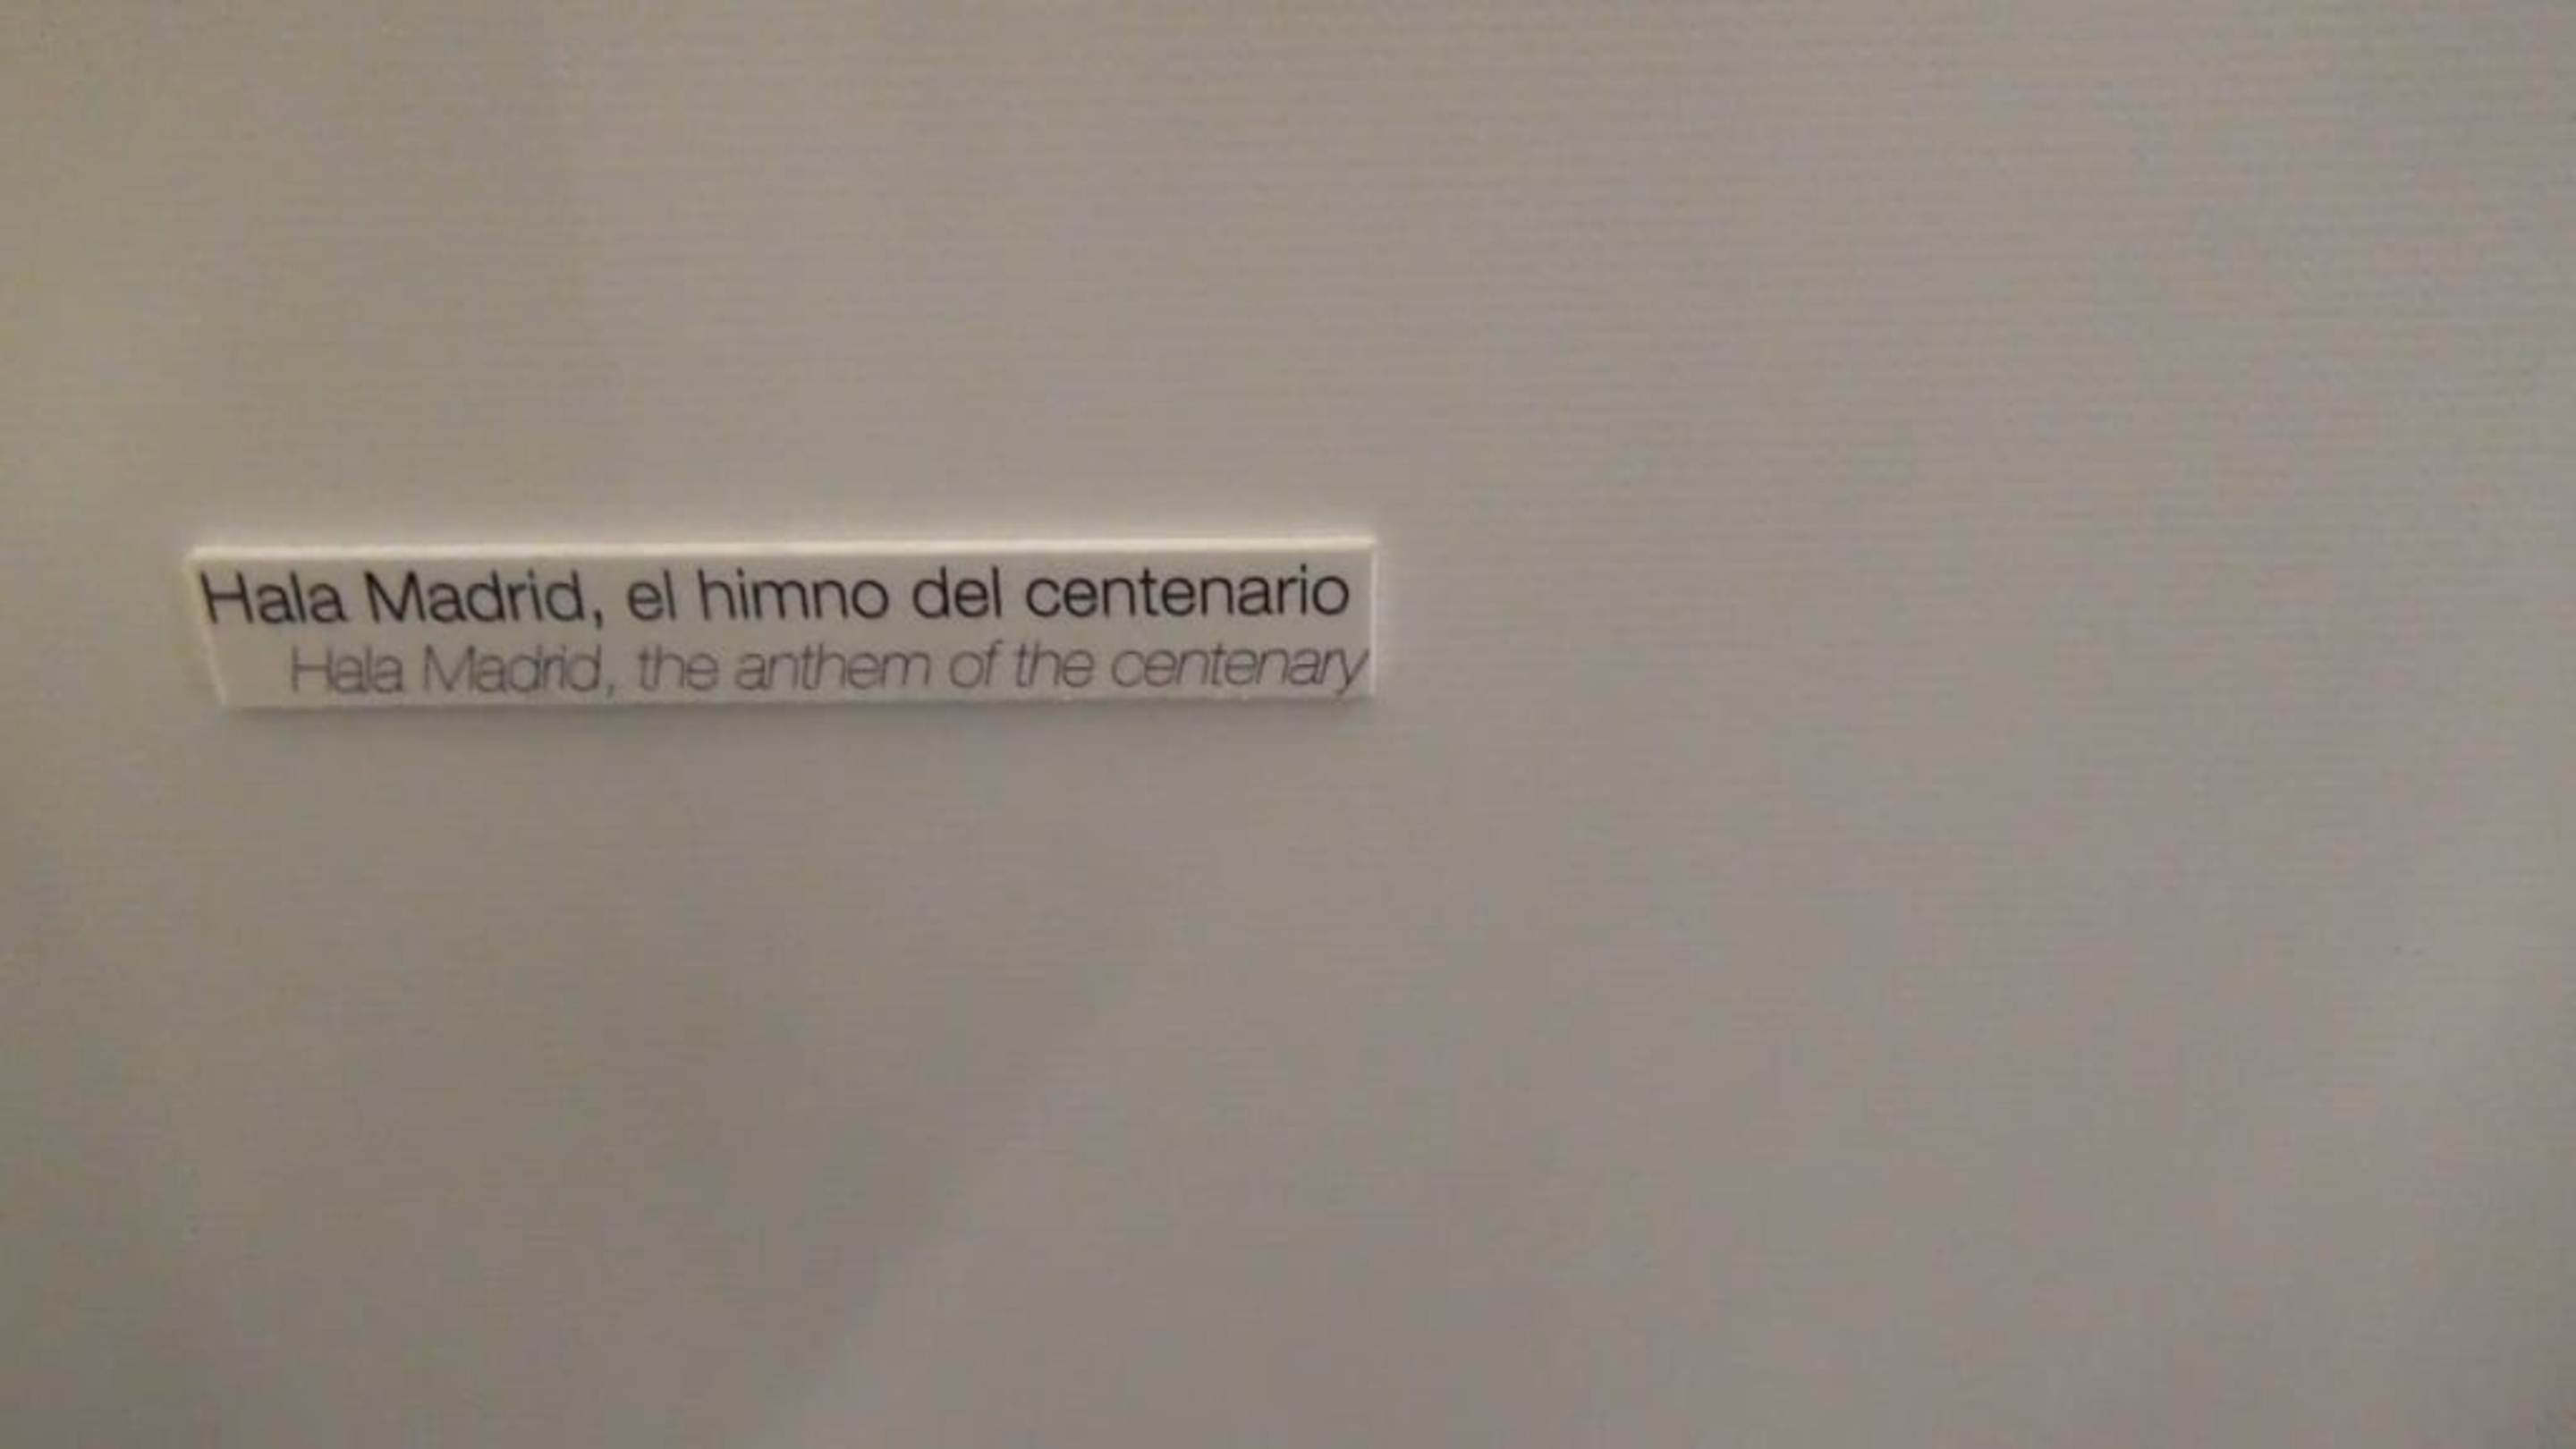 Hala Madrid, el himno del centenario
Hala Madrid, the anthem of the centenary